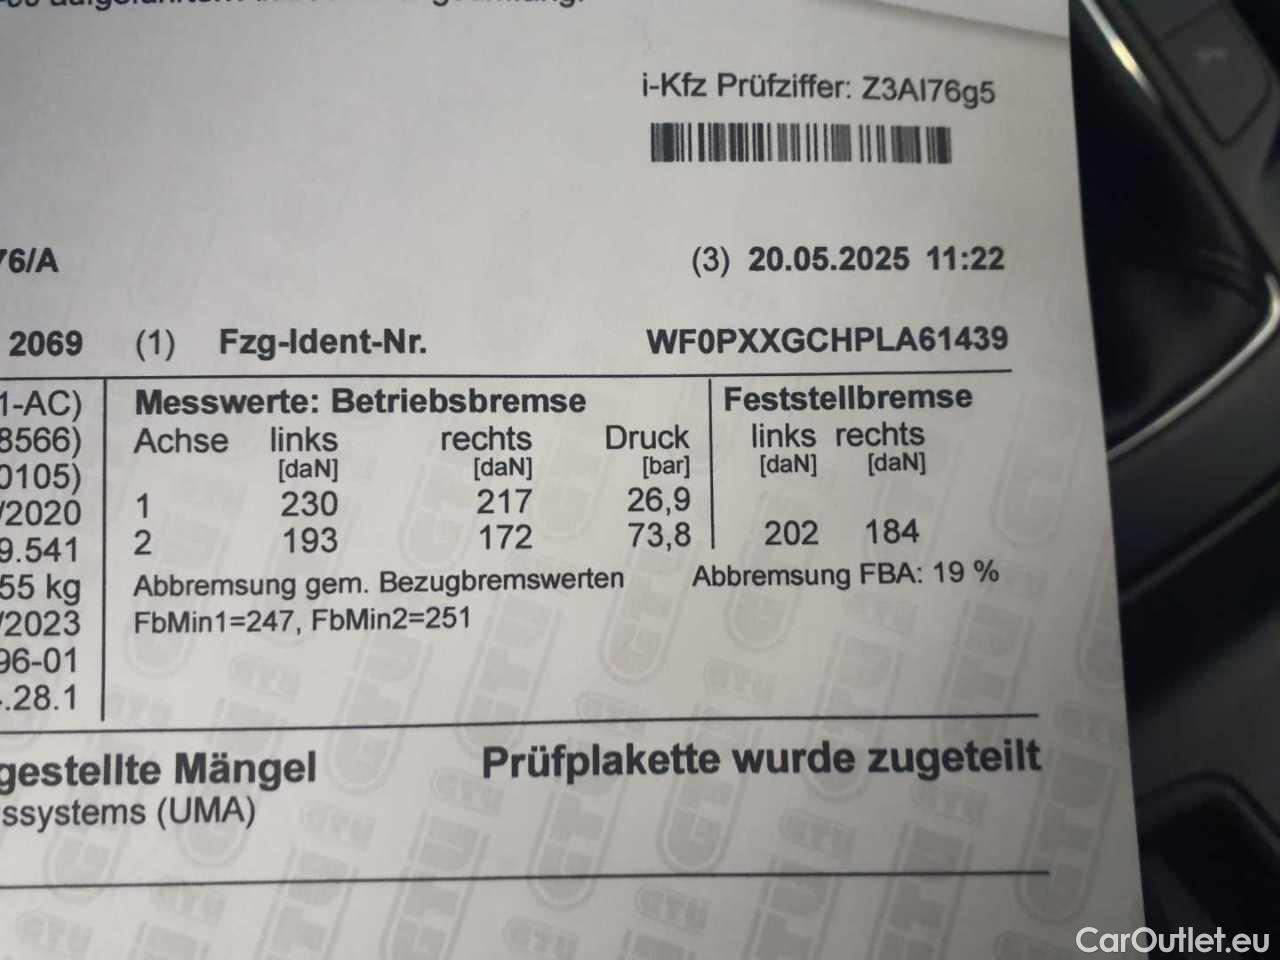 i-Kfz Prüfziffer: Z3AI76g5
76/A
(3) 20.05.2025 11:22
2069 (1) Fzg-Ident-Nr. WF0PXXGCHPLA61439
1-AC) Messwerte: Betriebsbremse Feststellbremse
8566) Achse links rechts Druck links rechts
0105) [daN] [daN] [bar] [daN] [daN]
/2020 1 230 217 26,9
9.541 2 193 172 73,8 202 184
55 kg Abbremsung gem. Bezugbremswerten Abbremsung FBA: 19 %
/2023 FbMin1=247, FbMin2=251
96-01
.28.1
gestellte Mängel Prüfplakette wurde zugeteilt
ssystems (UMA)
GTÜ
CarOutlet.eu